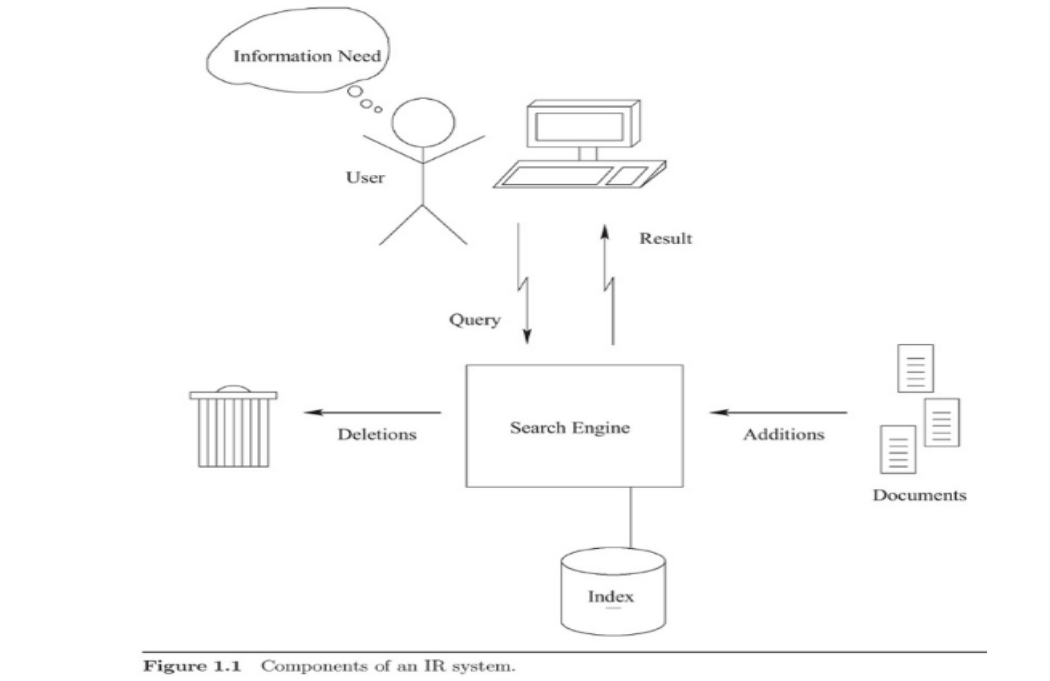 Information Need
User
Result
Query
Deletions
Search Engine
Additions
Documents
Index
Figure 1.1 Components of an IR system.